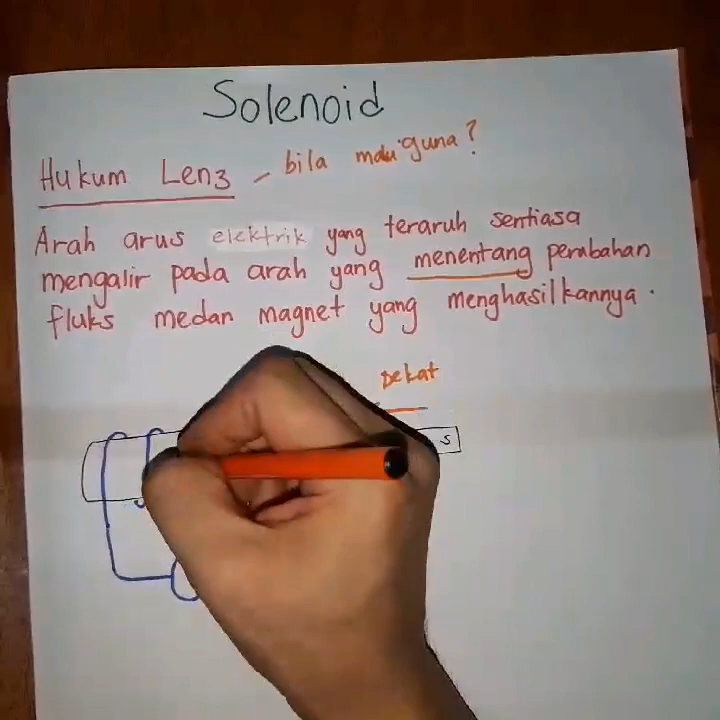 Solenoid
Hukum Lenz - bila mau guna?
Arah arus elektrik yang teraruh sentiasa
mengalir pada arah yang menentang perubahan
fluks medan magnet yang menghasilkannya.
Dekat
S